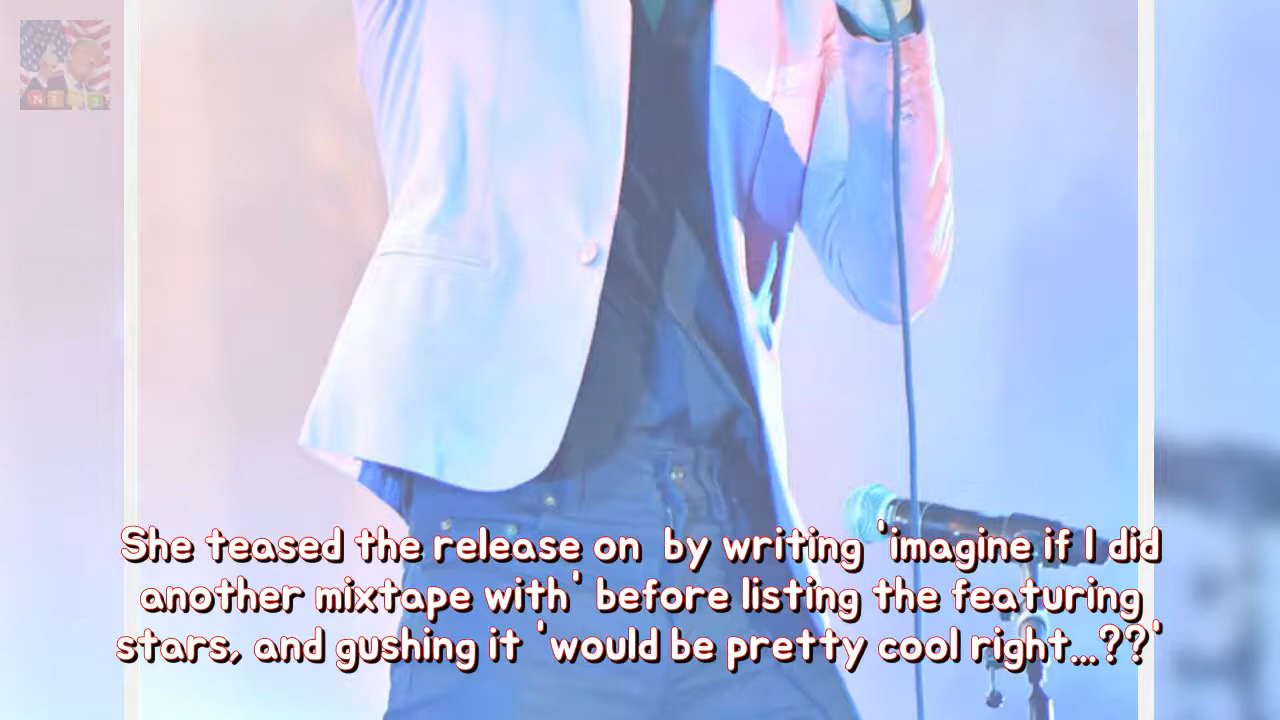 She teased the release on by writing 'imagine if I did
another mixtape with' before listing the featuring
stars, and gushing it 'would be pretty cool right...??'